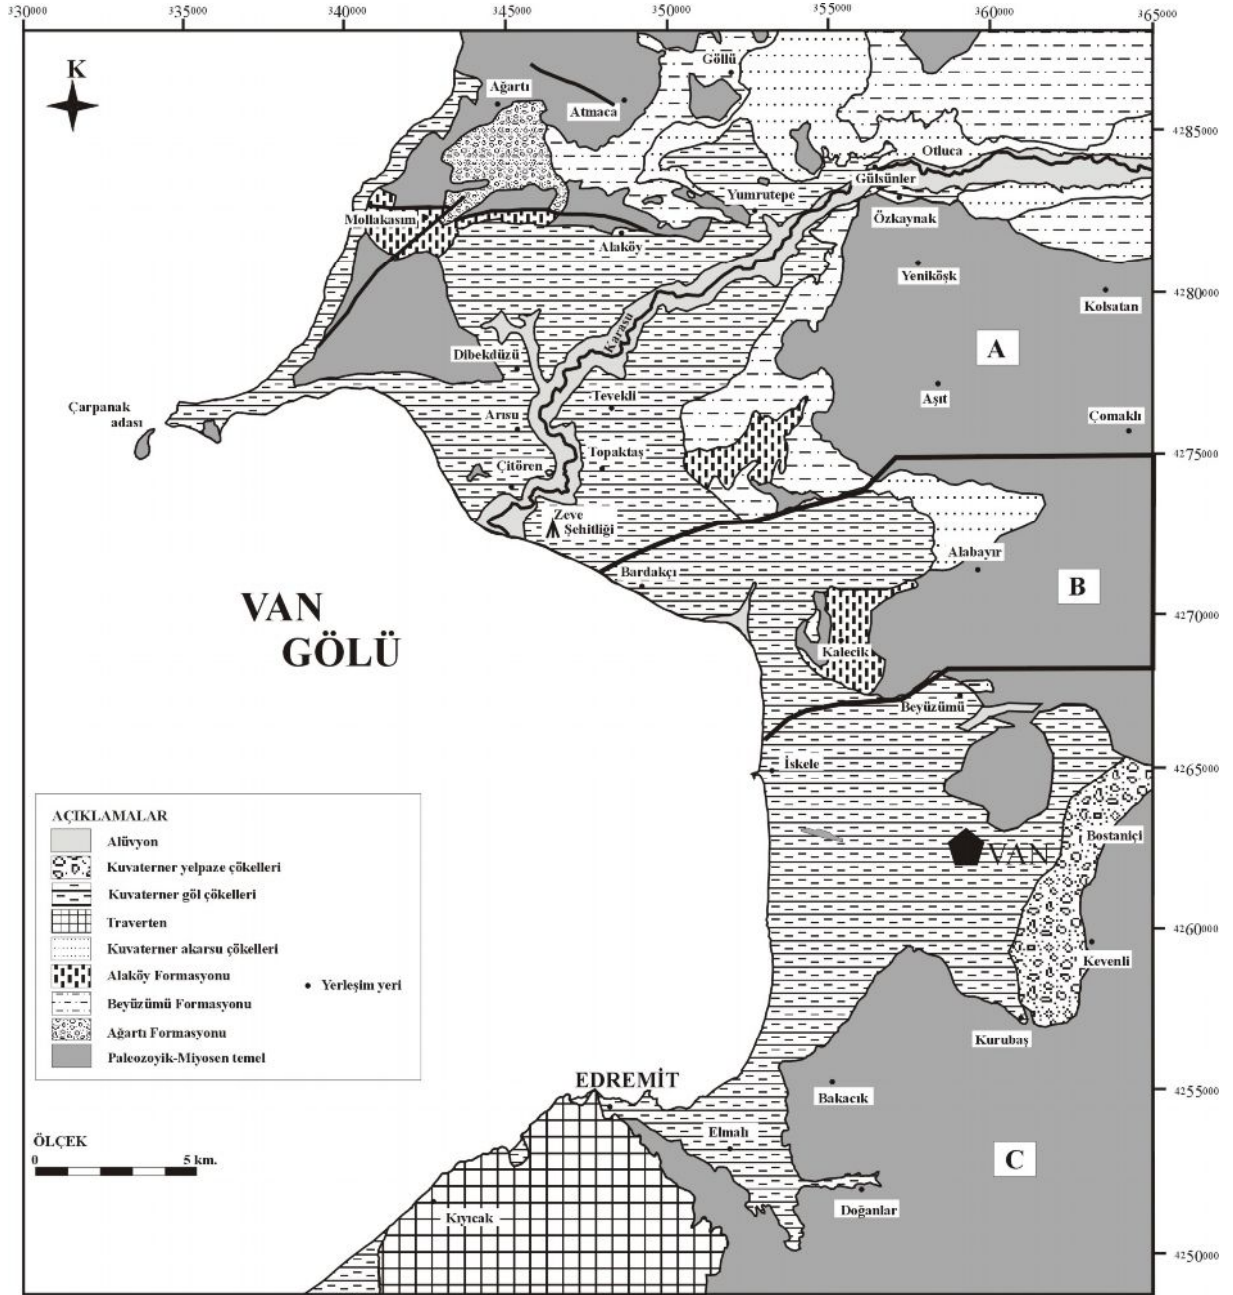 330000
335000
340000
345000
350000
355000
360000
365000
K
Göllü
Ağartı
Atmaca
4285000
Otluca
Gülsünler
Yumrutepe
Mollakasım
Özkaynak
Alaköy
Yeniköşk
4280000
Kolsatan
Karasu
A
Dibekdüzü
Tevekli
Aşıt
Çarpanak
adası
Arısu
Çomaklı
Topaktaş
4275000
Çitören
Zeve
Şehitliği
Alabayır
Bardakçı
B
4270000
VAN
GÖLÜ
Kalecik
Beyüzümü
İskele
4265000
AÇIKLAMALAR
Alüvyon
Kuvaterner yelpaze çökelleri
Kuvaterner göl çökelleri
Traverten
Kuvaterner akarsu çökelleri
Alaköy Formasyonu
Beyüzümü Formasyonu
Ağartı Formasyonu
Paleozoyik-Miyosen temel
Yerleşim yeri
Bostaniçi
VAN
4260000
Kevenli
Kurubaş
EDREMİT
4255000
Bakacık
ÖLÇEK
0 5 km.
Elmalı
C
Kıyıcak
Doğanlar
4250000